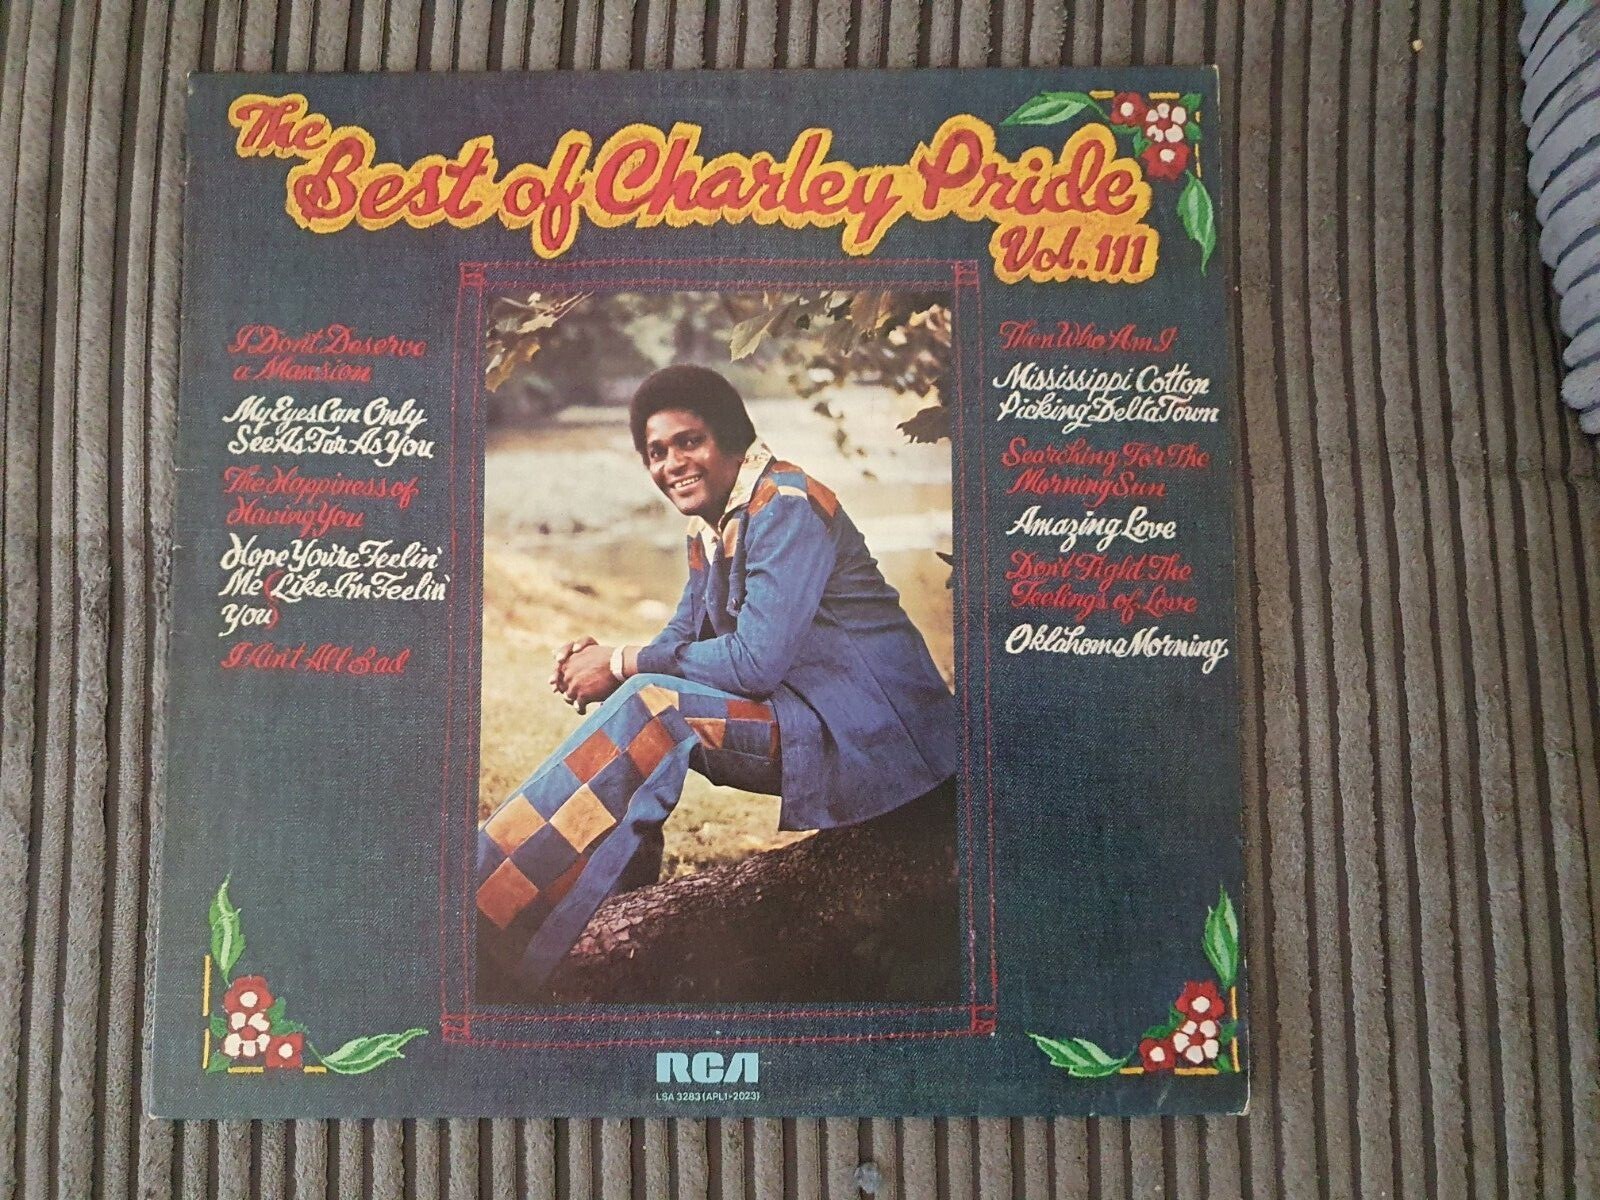 The
Best of Charley Pride
Vol. III
I Don't Deserve
a Mansion
My Eyes Can Only
See As Far As You
The Happiness of
Having You
Hope You're Feelin'
Me (Like I'm Feelin'
You)
I Ain't All Bad
Then Who Am I
Mississippi Cotton
Picking Delta Town
Searching For The
Morning Sun
Amazing Love
Don't Fight The
Feelings of Love
Oklahoma Morning
RCA
LSA 3283 (APL1-2023)